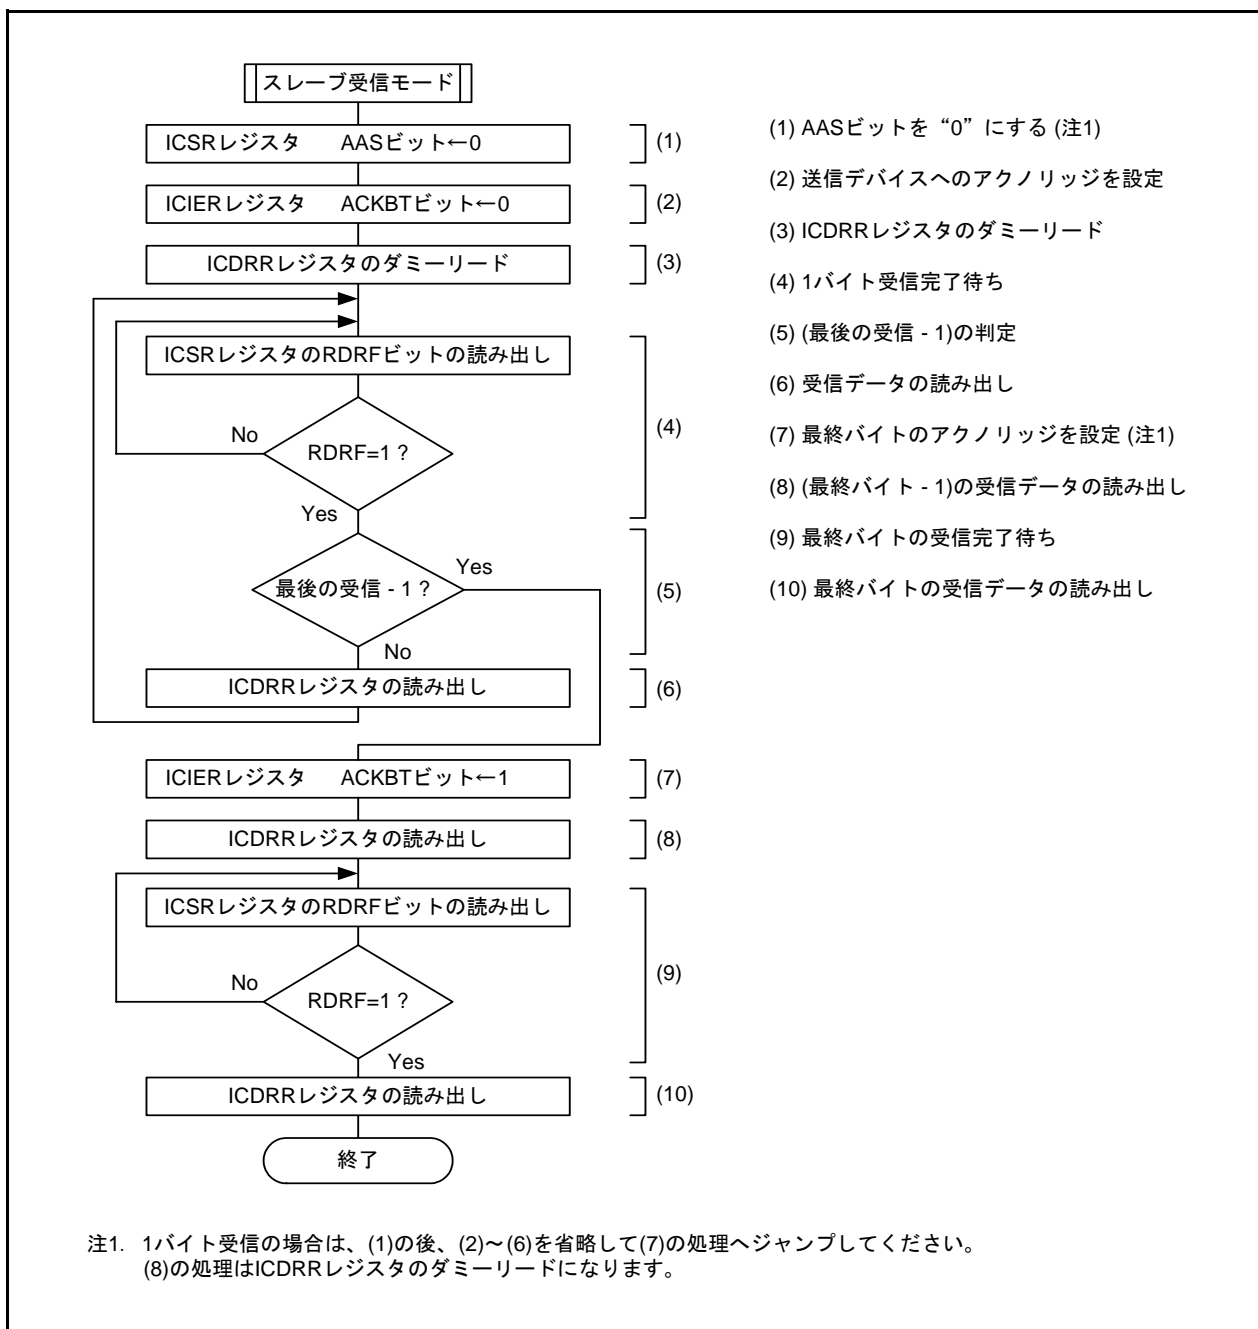 スレーブ受信モード
ICSRレジスタ　　AASビット←0
(1)
ICIERレジスタ　　ACKBTビット←0
(2)
ICDRRレジスタのダミーリード
(3)
ICSRレジスタのRDRFビットの読み出し
No
RDRF=1 ?
(4)
Yes
最後の受信 - 1 ?
Yes
(5)
No
ICDRRレジスタの読み出し
(6)
ICIERレジスタ　　ACKBTビット←1
(7)
ICDRRレジスタの読み出し
(8)
ICSRレジスタのRDRFビットの読み出し
No
RDRF=1 ?
(9)
Yes
ICDRRレジスタの読み出し
(10)
終了
(1) AASビットを“0”にする (注1)
(2) 送信デバイスへのアクノリッジを設定
(3) ICDRRレジスタのダミーリード
(4) 1バイト受信完了待ち
(5) (最後の受信 - 1)の判定
(6) 受信データの読み出し
(7) 最終バイトのアクノリッジを設定 (注1)
(8) (最終バイト - 1)の受信データの読み出し
(9) 最終バイトの受信完了待ち
(10) 最終バイトの受信データの読み出し
注1. 1バイト受信の場合は、(1)の後、(2)～(6)を省略して(7)の処理へジャンプしてください。
(8)の処理はICDRRレジスタのダミーリードになります。